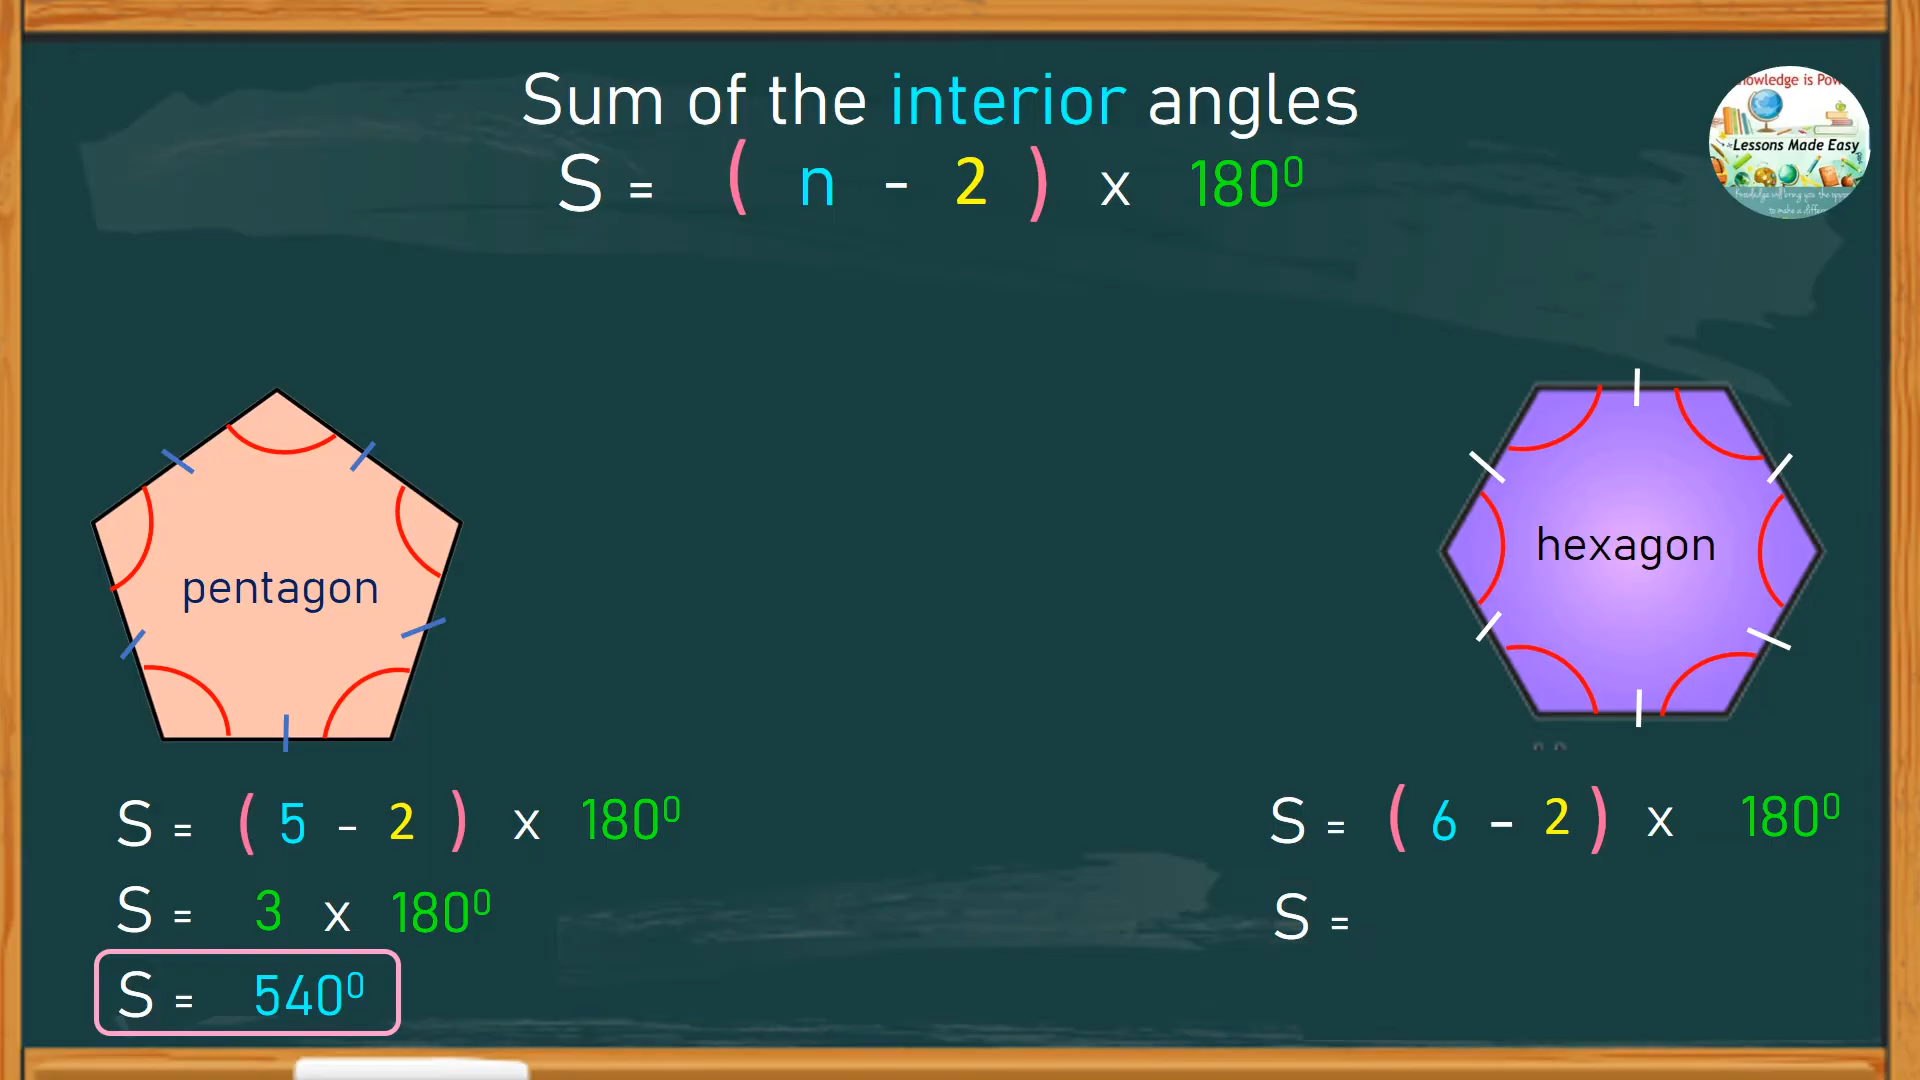 Sum of the interior angles
S = ( n - 2 ) x 180⁰
Lessons Made Easy
pentagon
hexagon
S = ( 5 - 2 ) x 180⁰
S = 3 x 180⁰
S = 540⁰
S = ( 6 - 2 ) x 180⁰
S =